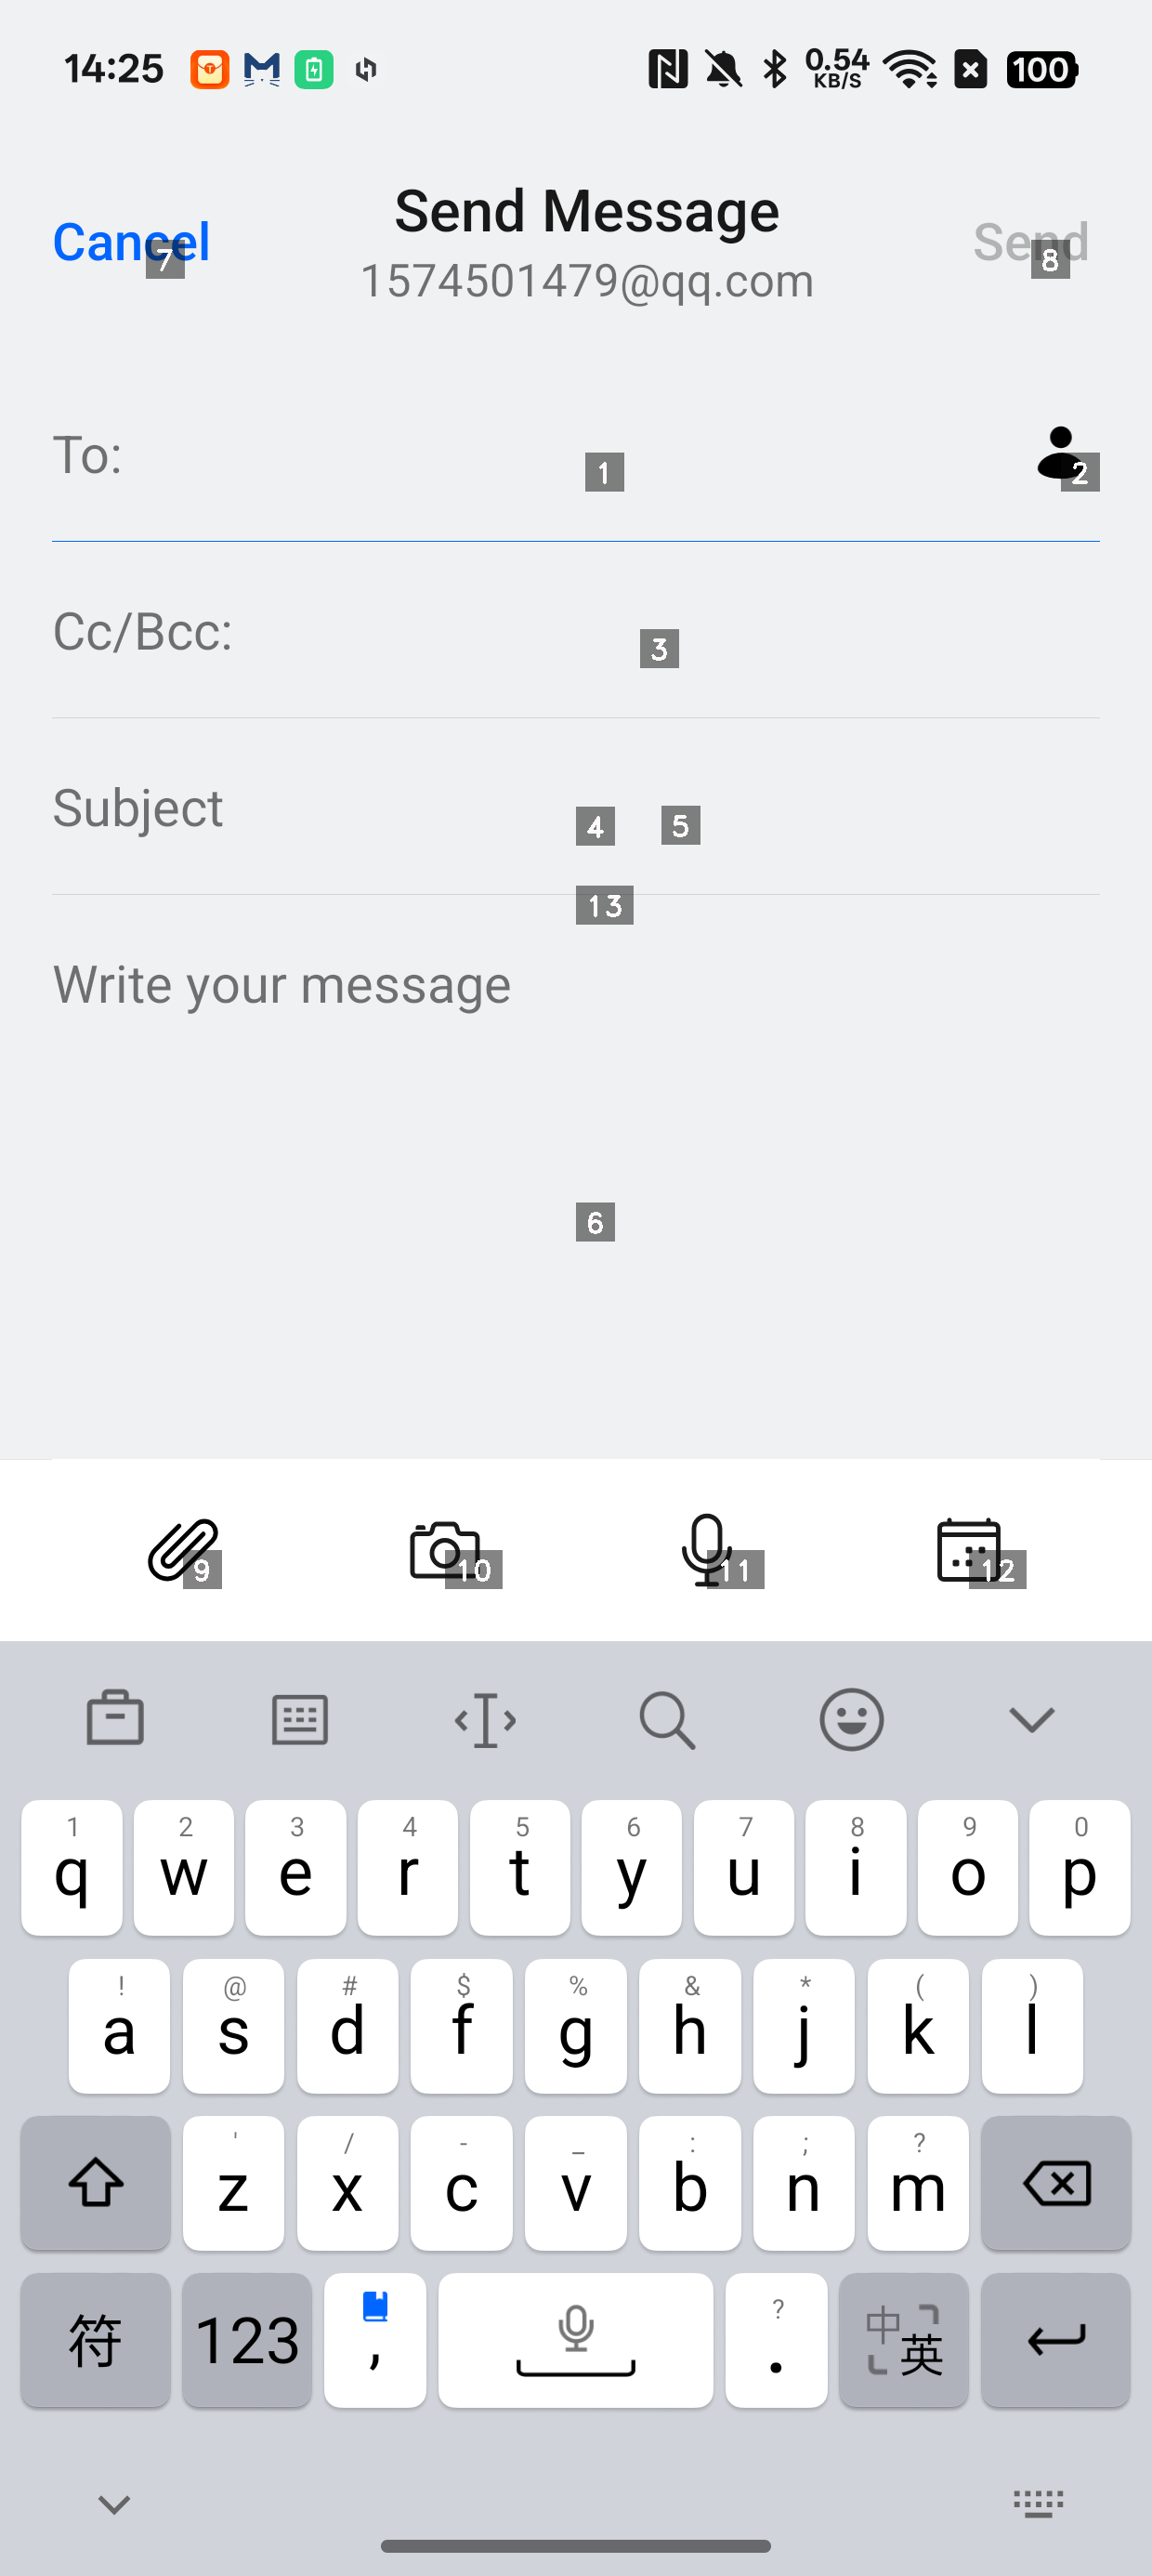 14:25
0.54
KB/S
100
Cancel
Send Message
Send
7
8
1574501479@qq.com
To:
1
2
Cc/Bcc:
3
Subject
4
5
13
Write your message
6
9
10
11
12
1 2 3 4 5 6 7 8 9 0
q w e r t y u i o p
! @ # $ % & * ( )
a s d f g h j k l
' / - _ : ; ?
z x c v b n m
符 123 , ? . 中 英